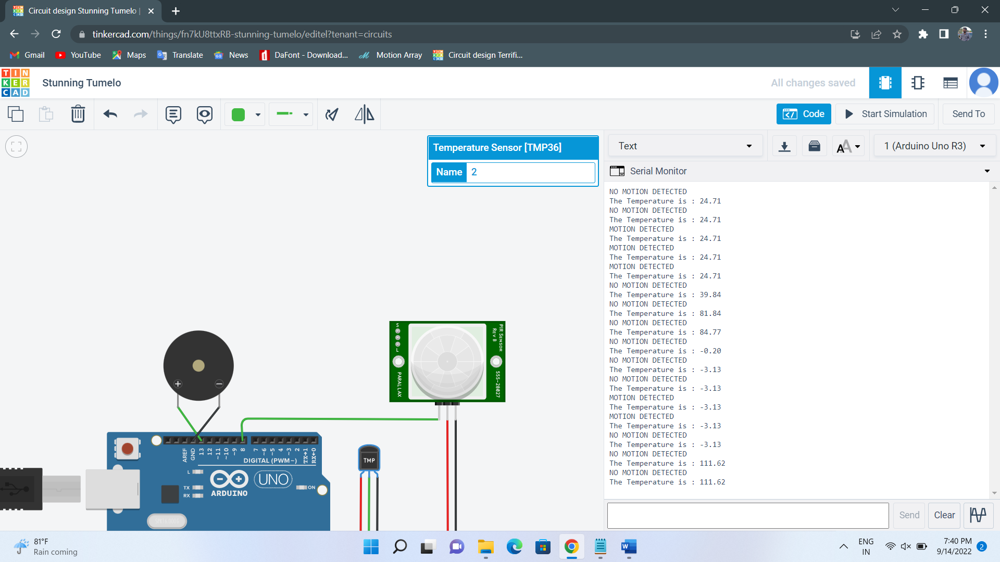 Circuit design Stunning Tumelo |
tinkercad.com/things/fn7kU8ttxRB-stunning-tumelo/editel?tenant=circuits
Gmail YouTube Maps Translate News DaFont - Download... Motion Array Circuit design Terrifi...
TINKERCAD
Stunning Tumelo
All changes saved
Code
Start Simulation
Send To
Temperature Sensor [TMP36]
Name 2
Text
1 (Arduino Uno R3)
Serial Monitor
NO MOTION DETECTED
The Temperature is : 24.71
NO MOTION DETECTED
The Temperature is : 24.71
MOTION DETECTED
The Temperature is : 24.71
MOTION DETECTED
The Temperature is : 24.71
MOTION DETECTED
The Temperature is : 24.71
NO MOTION DETECTED
The Temperature is : 39.84
NO MOTION DETECTED
The Temperature is : 81.84
NO MOTION DETECTED
The Temperature is : 84.77
NO MOTION DETECTED
The Temperature is : -0.20
NO MOTION DETECTED
The Temperature is : -3.13
NO MOTION DETECTED
The Temperature is : -3.13
MOTION DETECTED
The Temperature is : -3.13
MOTION DETECTED
The Temperature is : -3.13
NO MOTION DETECTED
The Temperature is : -3.13
NO MOTION DETECTED
The Temperature is : 111.62
NO MOTION DETECTED
The Temperature is : 111.62
Send
Clear
S
L
PIR SENSOR
REV B
PARALLAX
555-28027
AREF GND 13 12 ~11 ~10 ~9 8 7 ~6 ~5 4 ~3 2 TX→1 RX←0
DIGITAL (PWM~)
L
TX
RX
ARDUINO
UNO
ON
TMP
81°F
Rain coming
ENG
IN
7:40 PM
9/14/2022
2